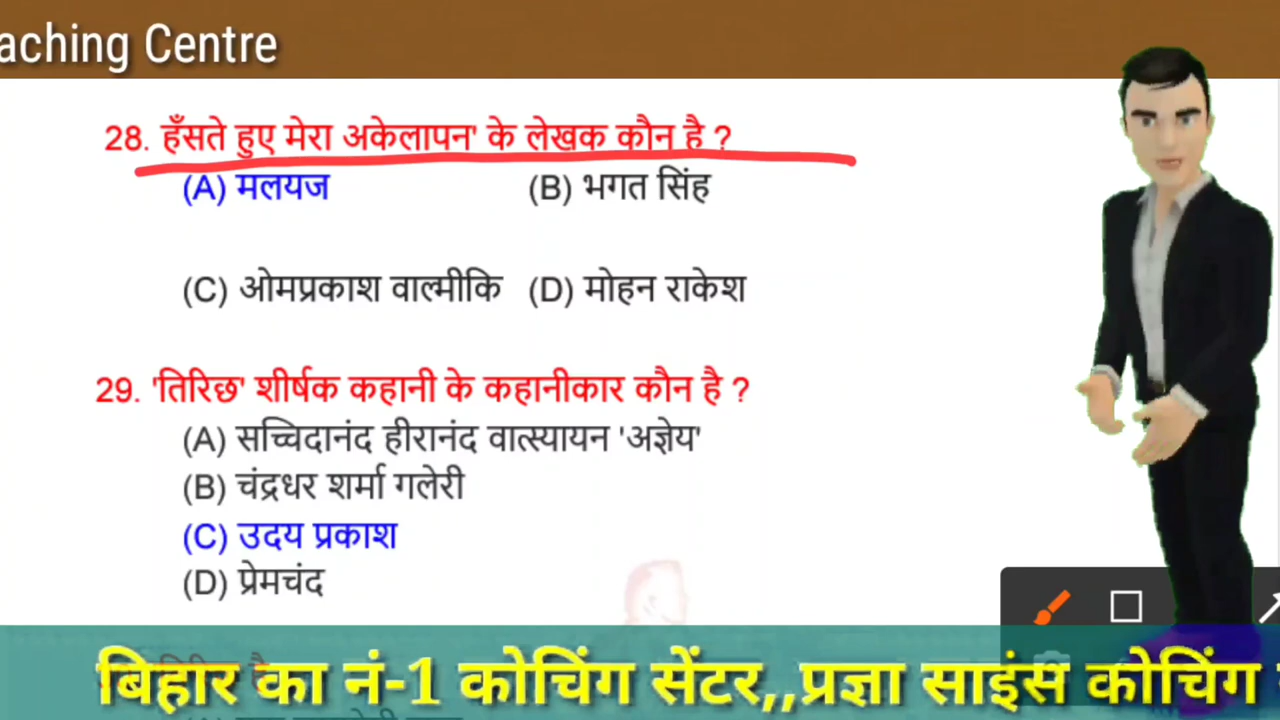 aching Centre
28. हँसते हुए मेरा अकेलापन' के लेखक कौन है ?
(A) मलयज (B) भगत सिंह
(C) ओमप्रकाश वाल्मीकि (D) मोहन राकेश
29. 'तिरिछ' शीर्षक कहानी के कहानीकार कौन है ?
(A) सच्चिदानंद हीरानंद वात्स्यायन 'अज्ञेय'
(B) चंद्रधर शर्मा गलेरी
(C) उदय प्रकाश
(D) प्रेमचंद
बिहार का नं-1 कोचिंग सेंटर,,प्रज्ञा साइंस कोचिंग